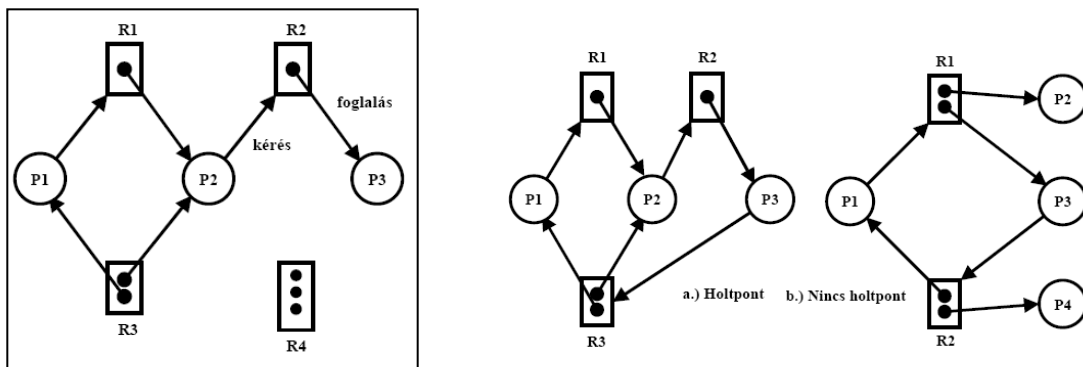 R1
R2
foglalás
kérés
P1
P2
P3
R3
R4
R1
R2
P1
P2
P3
a.) Holtpont
R3
R1
P2
P1
P3
b.) Nincs holtpont
P4
R2